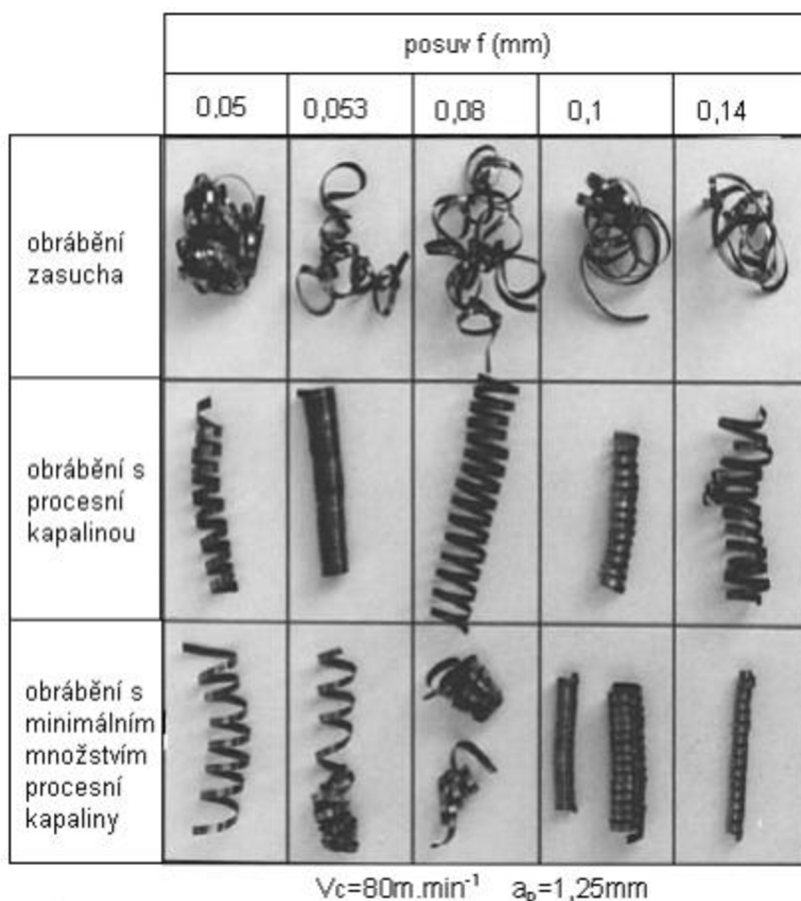 posuv f (mm)
0,05 0,053 0,08 0,1 0,14
obrábění
zasucha
obrábění s
procesní
kapalinou
obrábění s
minimálním
množstvím
procesní
kapaliny
Vc=80m.min⁻¹ aₚ=1,25mm